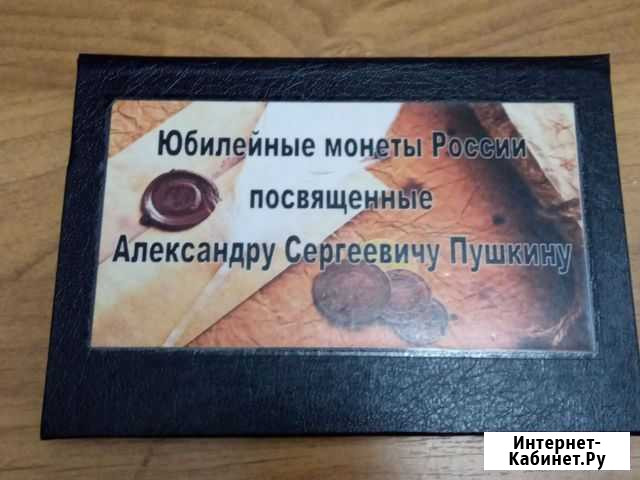 Юбилейные монеты России
посвященные
Александру Сергеевичу Пушкину
Интернет-
Кабинет.Ру